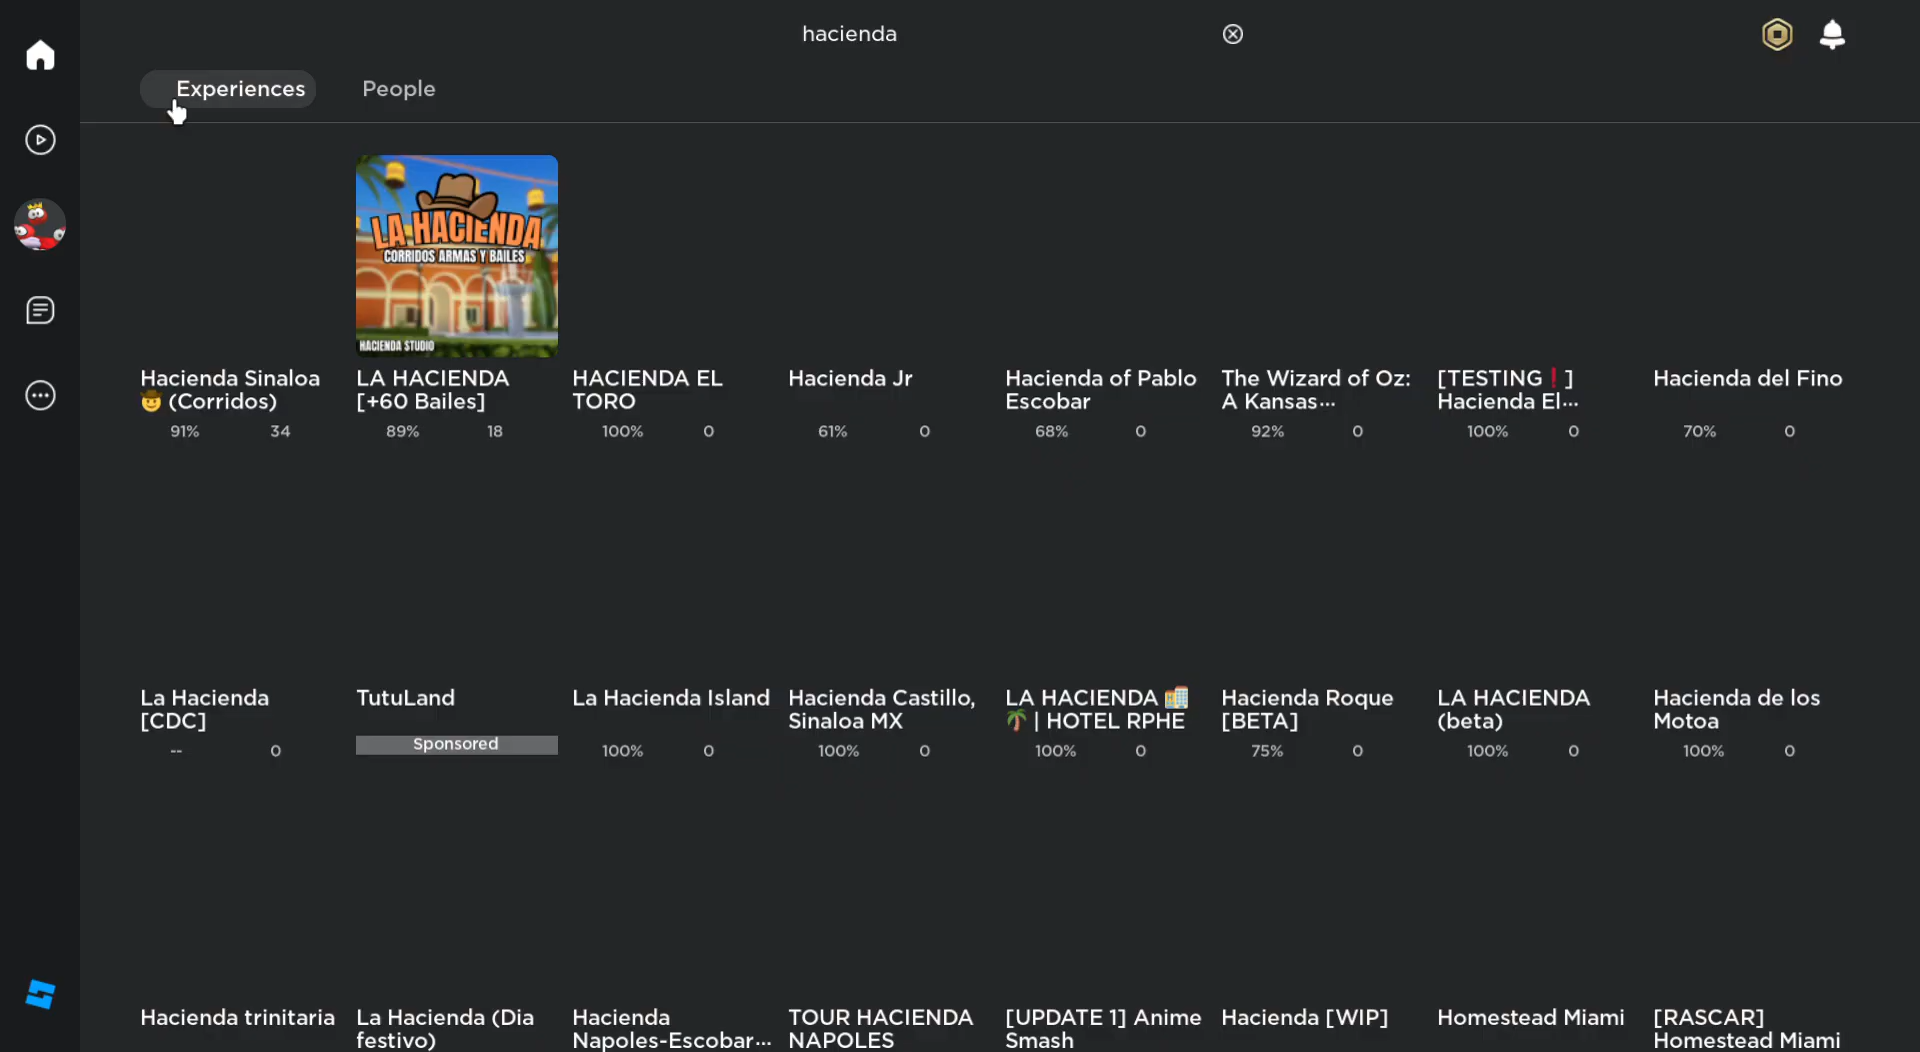 hacienda
Experiences
People
LA HACIENDA
CORRIDOS ARMAS Y BAILES
HACIENDA STUDIO
Hacienda Sinaloa
🤠 (Corridos)
91% 34
LA HACIENDA
[+60 Bailes]
89% 18
HACIENDA EL
TORO
100% 0
Hacienda Jr
61% 0
Hacienda of Pablo
Escobar
68% 0
The Wizard of Oz:
A Kansas...
92% 0
[TESTING❗]
Hacienda El...
100% 0
Hacienda del Fino
70% 0
La Hacienda
[CDC]
-- 0
TutuLand
Sponsored
La Hacienda Island
100% 0
Hacienda Castillo,
Sinaloa MX
100% 0
LA HACIENDA 🏨
🌴 | HOTEL RPHE
100% 0
Hacienda Roque
[BETA]
75% 0
LA HACIENDA
(beta)
100% 0
Hacienda de los
Motoa
100% 0
Hacienda trinitaria
La Hacienda (Dia
festivo)
Hacienda
Napoles-Escobar...
TOUR HACIENDA
NAPOLES
[UPDATE 1] Anime
Smash
Hacienda [WIP]
Homestead Miami
[RASCAR]
Homestead Miami